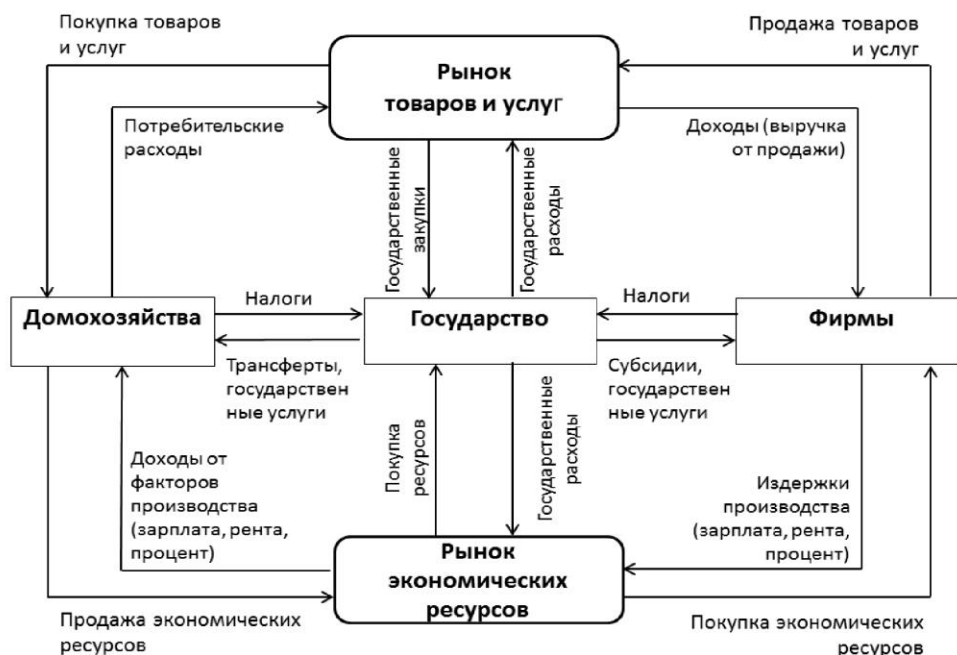 Покупка товаров
и услуг
Продажа товаров
и услуг
Рынок
товаров и услуг
Потребительские
расходы
Доходы (выручка
от продажи)
Государственные
закупки
Государственные
расходы
Домохозяйства
Налоги
Государство
Налоги
Фирмы
Трансферты,
государствен
ные услуги
Субсидии,
государствен
ные услуги
Доходы от
факторов
производства
(зарплата, рента,
процент)
Покупка
ресурсов
Государственные
расходы
Издержки
производства
(зарплата, рента,
процент)
Рынок
экономических
ресурсов
Продажа экономических
ресурсов
Покупка экономических
ресурсов